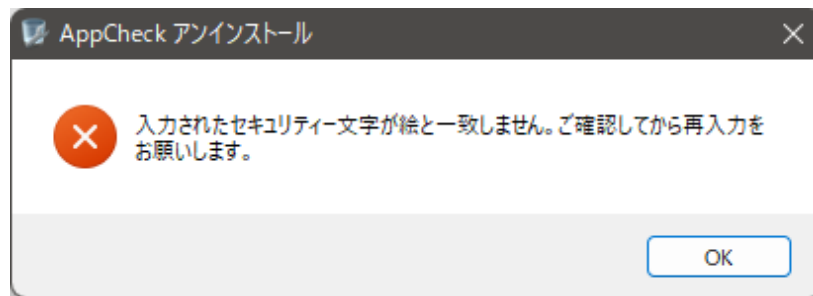 AppCheck アンインストール
入力されたセキュリティー文字が絵と一致しません。ご確認してから再入力を
お願いします。
OK